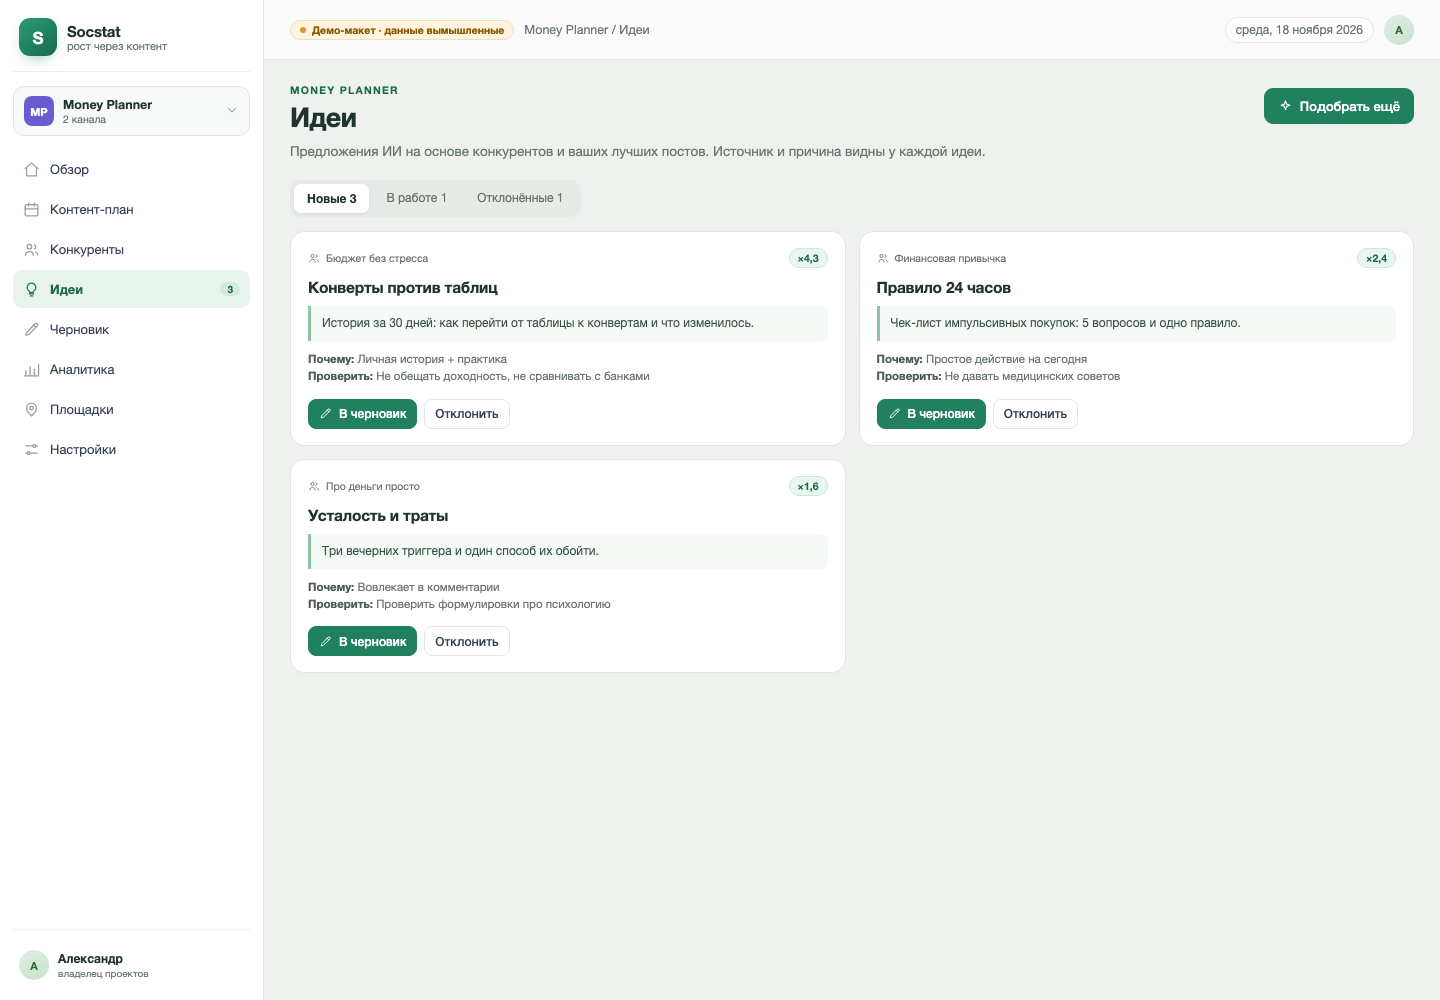 S
Socstat
рост через контент
MP
Money Planner
2 канала
Обзор
Контент-план
Конкуренты
Идеи
3
Черновик
Аналитика
Площадки
Настройки
А
Александр
владелец проектов
Демо-макет · данные вымышленные
Money Planner / Идеи
среда, 18 ноября 2026
А
MONEY PLANNER
Идеи
Предложения ИИ на основе конкурентов и ваших лучших постов. Источник и причина видны у каждой идеи.
Подобрать ещё
Новые 3
В работе 1
Отклонённые 1
Бюджет без стресса
×4,3
Конверты против таблиц
История за 30 дней: как перейти от таблицы к конвертам и что изменилось.
Почему: Личная история + практика
Проверить: Не обещать доходность, не сравнивать с банками
В черновик
Отклонить
Финансовая привычка
×2,4
Правило 24 часов
Чек-лист импульсивных покупок: 5 вопросов и одно правило.
Почему: Простое действие на сегодня
Проверить: Не давать медицинских советов
В черновик
Отклонить
Про деньги просто
×1,6
Усталость и траты
Три вечерних триггера и один способ их обойти.
Почему: Вовлекает в комментарии
Проверить: Проверить формулировки про психологию
В черновик
Отклонить